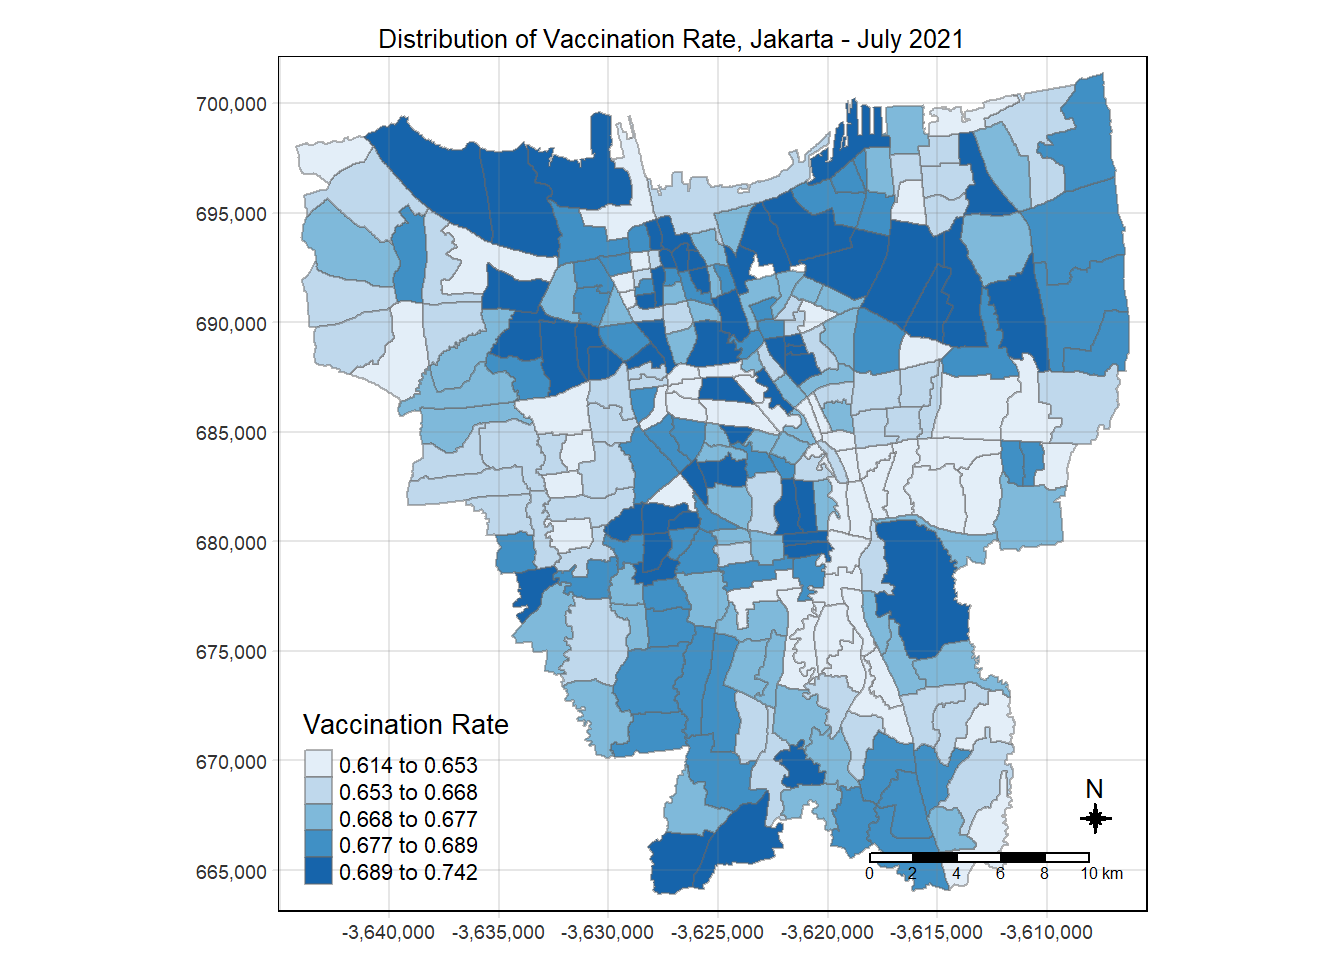 Distribution of Vaccination Rate, Jakarta - July 2021
700,000
695,000
690,000
685,000
680,000
675,000
670,000
665,000
Vaccination Rate
0.614 to 0.653
0.653 to 0.668
0.668 to 0.677
0.677 to 0.689
0.689 to 0.742
N
0 2 4 6 8 10 km
-3,640,000 -3,635,000 -3,630,000 -3,625,000 -3,620,000 -3,615,000 -3,610,000